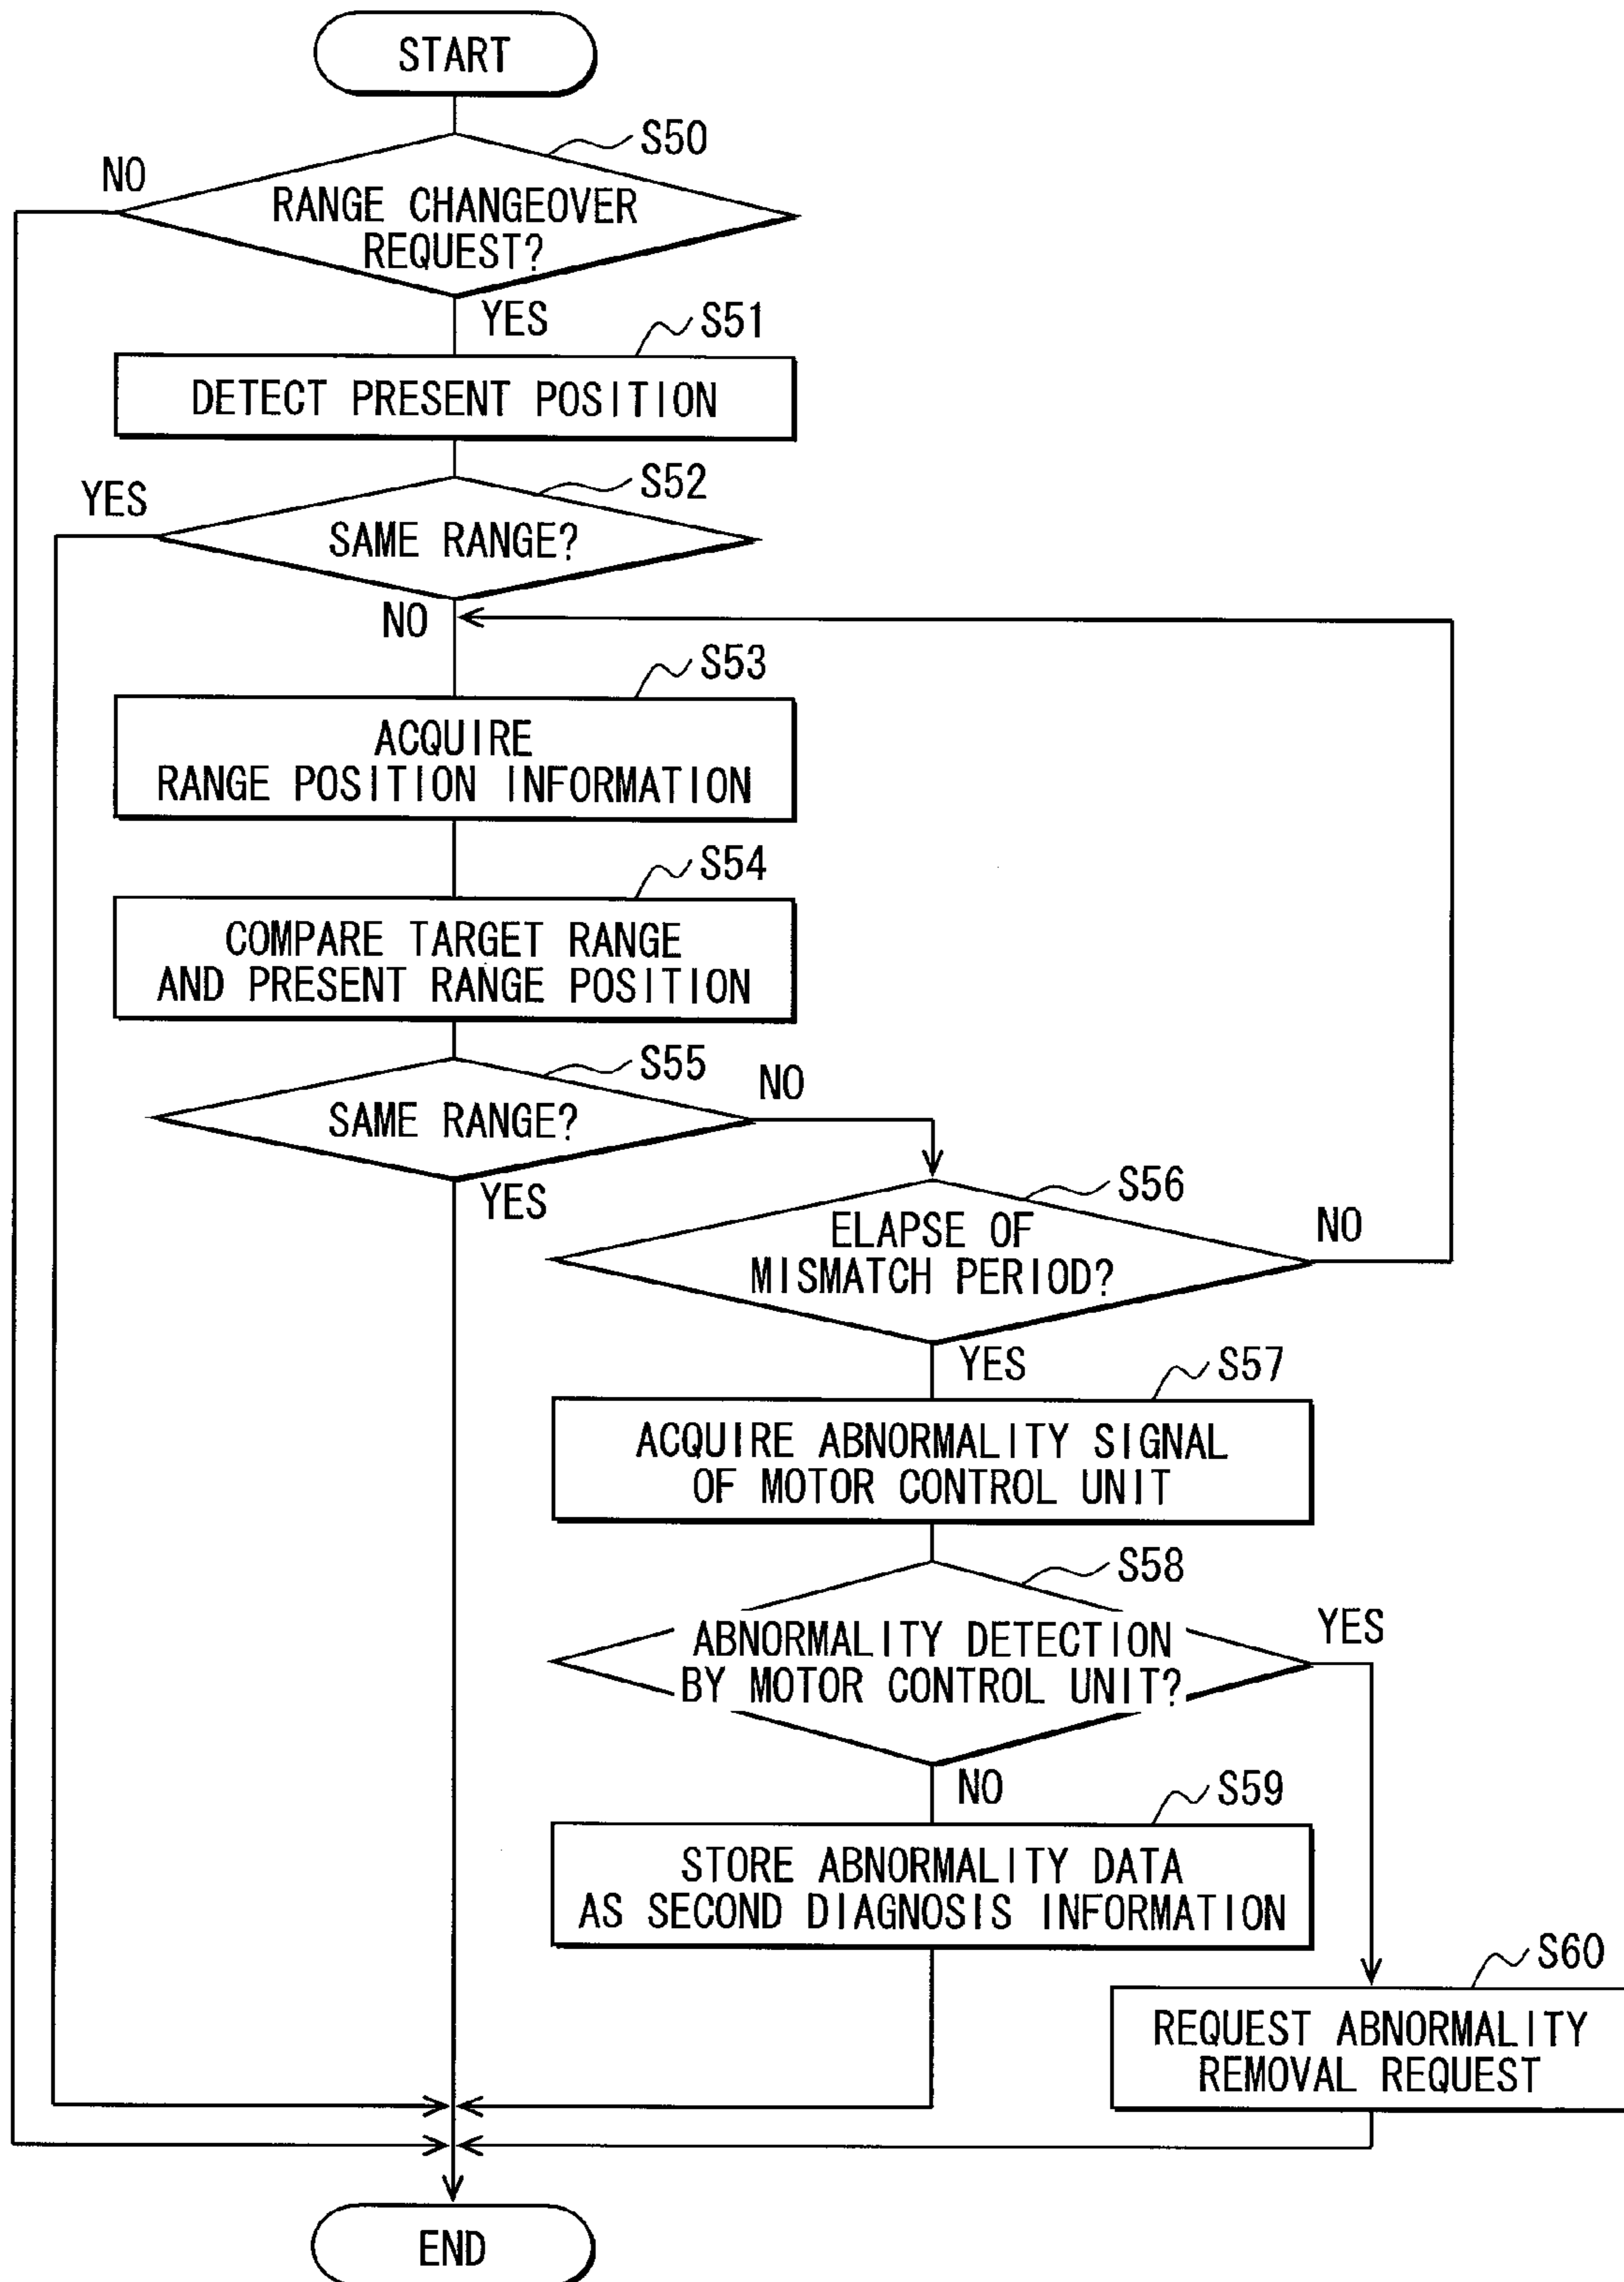 START
S50
NO
RANGE CHANGEOVER
REQUEST?
YES
S51
DETECT PRESENT POSITION
S52
YES
SAME RANGE?
NO
S53
ACQUIRE
RANGE POSITION INFORMATION
S54
COMPARE TARGET RANGE
AND PRESENT RANGE POSITION
S55
NO
SAME RANGE?
YES
S56
ELAPSE OF
MISMATCH PERIOD?
NO
YES
S57
ACQUIRE ABNORMALITY SIGNAL
OF MOTOR CONTROL UNIT
S58
ABNORMALITY DETECTION
BY MOTOR CONTROL UNIT?
YES
NO
S59
STORE ABNORMALITY DATA
AS SECOND DIAGNOSIS INFORMATION
S60
REQUEST ABNORMALITY
REMOVAL REQUEST
END